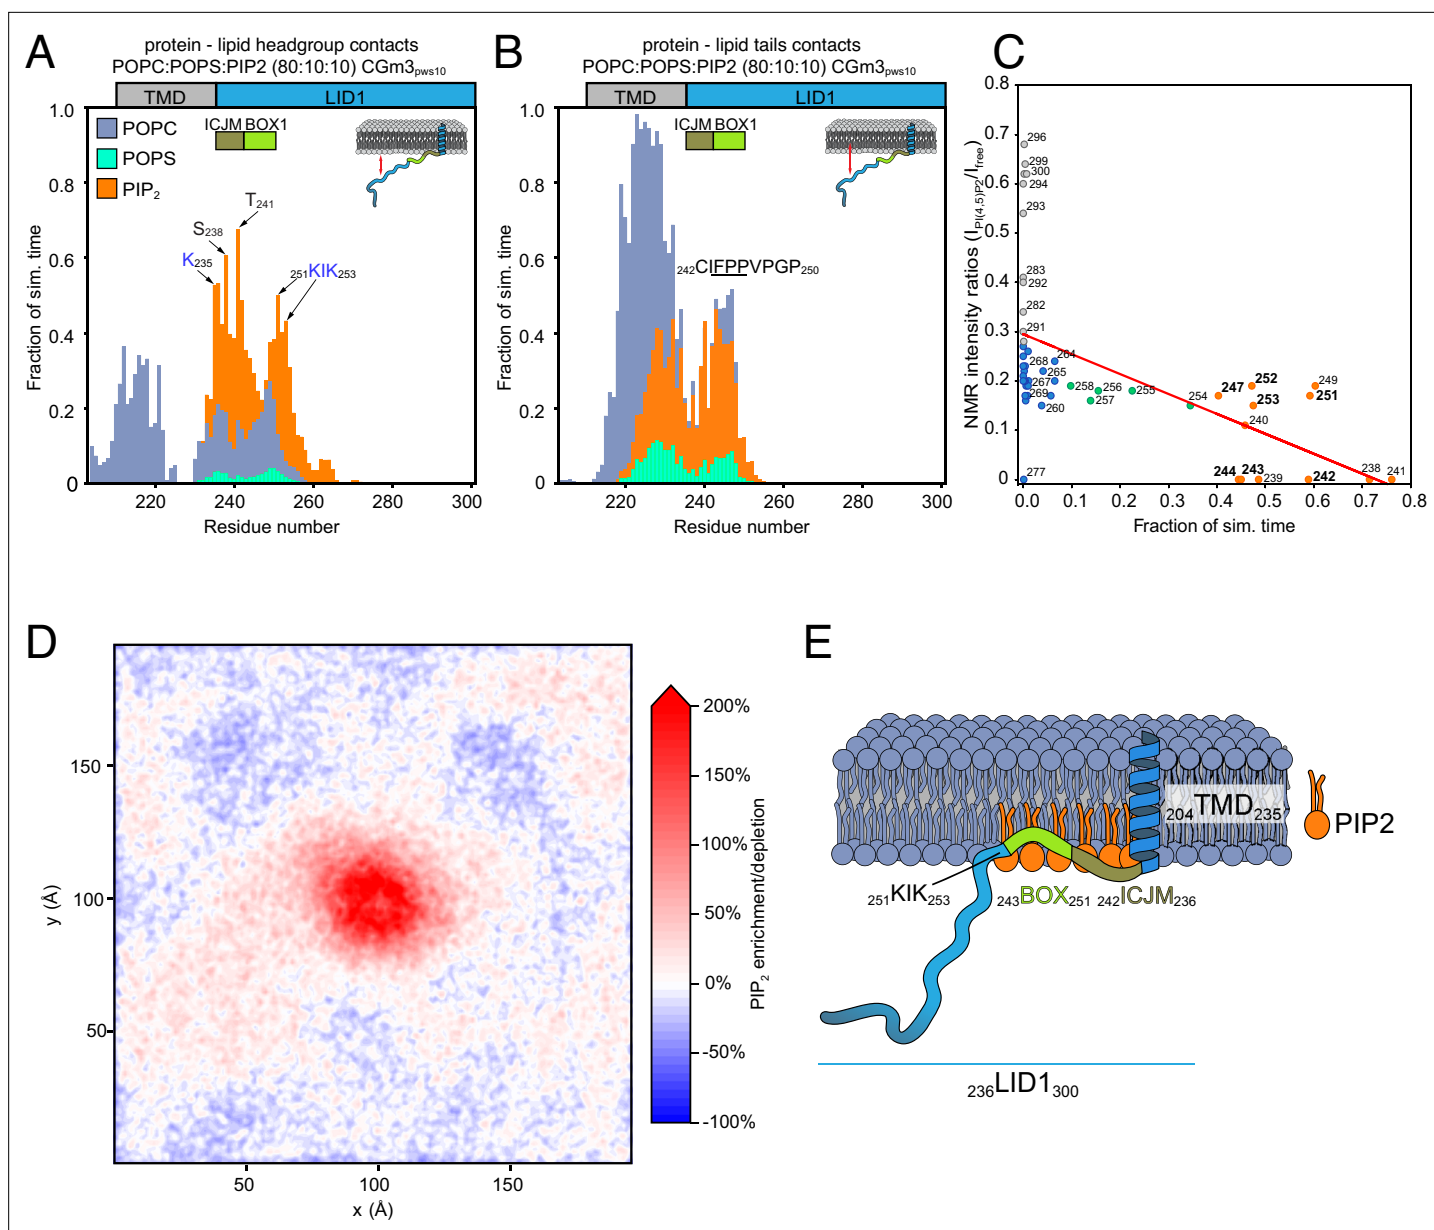 A
protein - lipid headgroup contacts
POPC:POPS:PIP2 (80:10:10) CGm3pws10
TMD
LID1
ICJM BOX1
POPC
POPS
PIP2
T241
S238
K235
251KIK253
Fraction of sim. time
1.0
0.8
0.6
0.4
0.2
0
220
240
260
280
300
Residue number
B
protein - lipid tails contacts
POPC:POPS:PIP2 (80:10:10) CGm3pws10
TMD
LID1
ICJM BOX1
242CIFPPVPGP250
Fraction of sim. time
1.0
0.8
0.6
0.4
0.2
0
220
240
260
280
300
Residue number
C
NMR intensity ratios (IPI(4,5)P2/Ifree)
0.8
0.7
0.6
0.5
0.4
0.3
0.2
0.1
0
296
299
300
294
293
283
292
282
291
268
264
265
267
269
260
258
256
257
255
254
247
252
253
249
251
240
277
244
243
239
242
238
241
0.0
0.1
0.2
0.3
0.4
0.5
0.6
0.7
0.8
Fraction of sim. time
D
y (Å)
150
100
50
50
100
150
x (Å)
200%
150%
100%
50%
0%
-50%
-100%
PIP2 enrichment/depletion
E
204TMD235
PIP2
251KIK253
243BOX251
242ICJM236
236LID1300